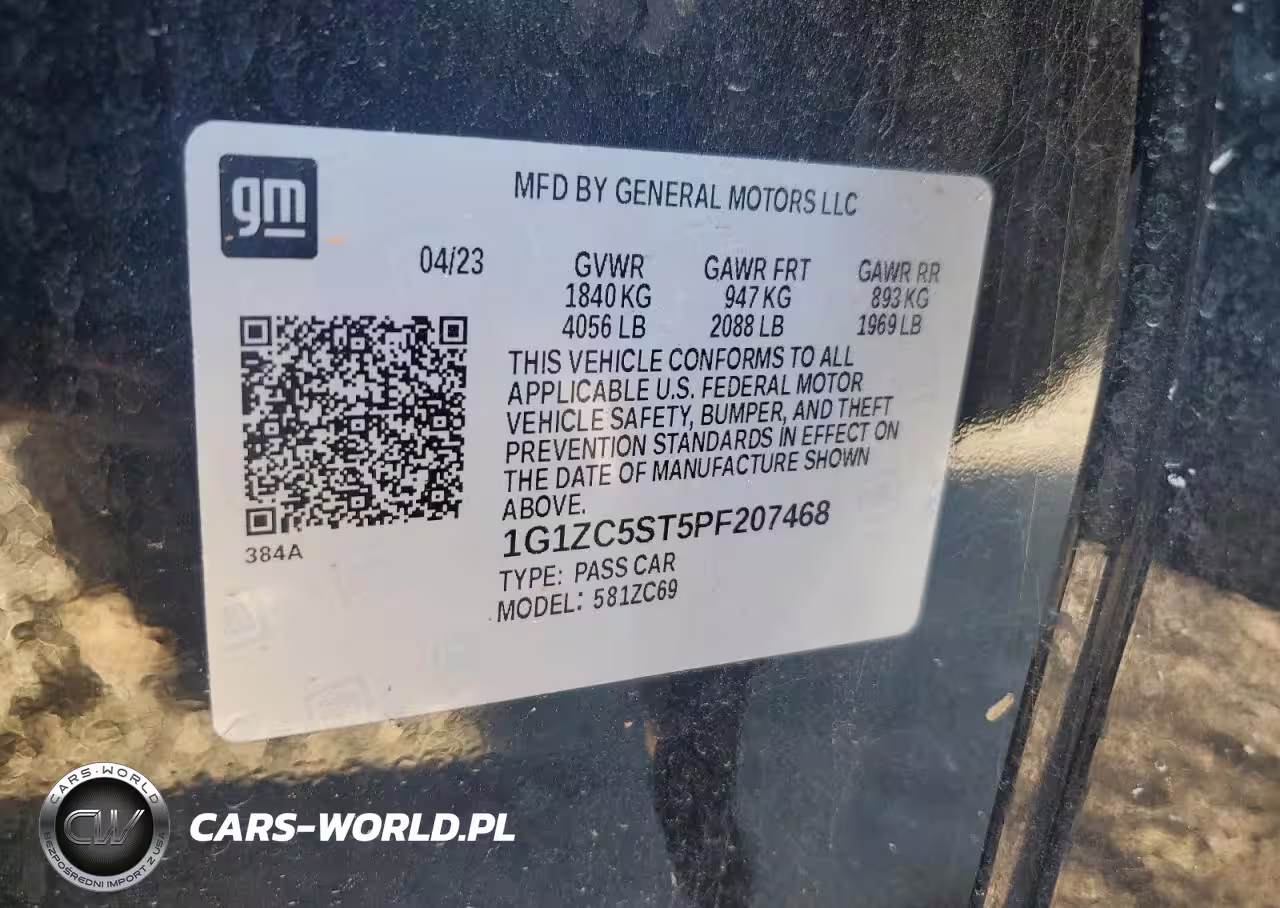 gm
MFD BY GENERAL MOTORS LLC
04/23 GVWR GAWR FRT GAWR RR
1840 KG 947 KG 893 KG
4056 LB 2088 LB 1969 LB
THIS VEHICLE CONFORMS TO ALL
APPLICABLE U.S. FEDERAL MOTOR
VEHICLE SAFETY, BUMPER, AND THEFT
PREVENTION STANDARDS IN EFFECT ON
THE DATE OF MANUFACTURE SHOWN
ABOVE.
1G1ZC5ST5PF207468
384A
TYPE: PASS CAR
MODEL: 581ZC69
CARS-WORLD
CW
BEZPOŚREDNI IMPORT Z USA
CARS-WORLD.PL